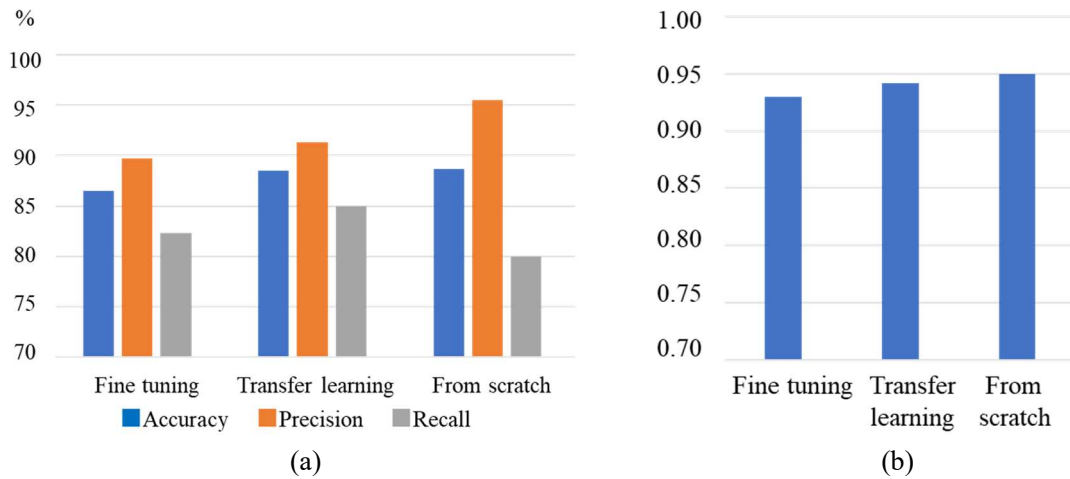 %
100
95
90
85
80
75
70
Fine tuning Transfer learning From scratch
Accuracy Precision Recall
(a)
1.00
0.95
0.90
0.85
0.80
0.75
0.70
Fine tuning Transfer From
learning scratch
(b)